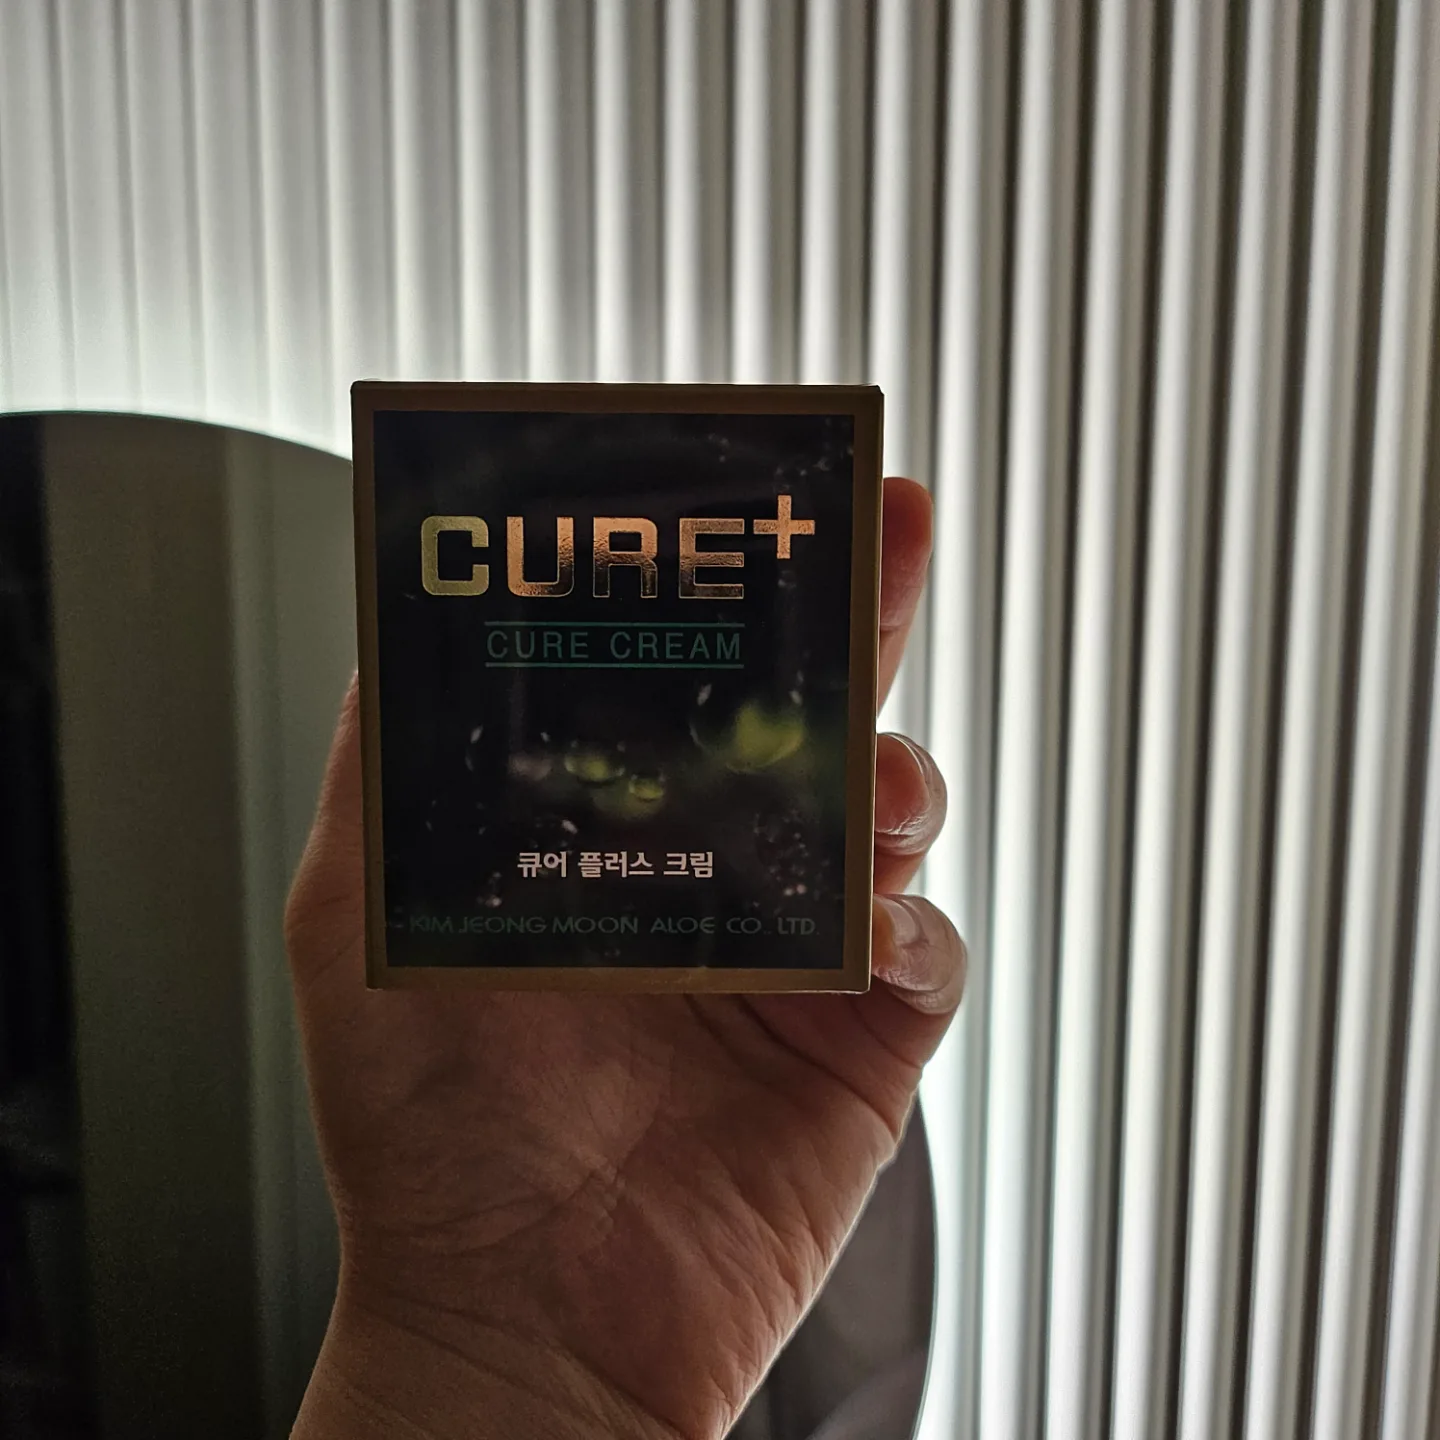 CURE+
CURE CREAM
큐어 플러스 크림
KIM JEONG MOON ALOE CO., LTD.